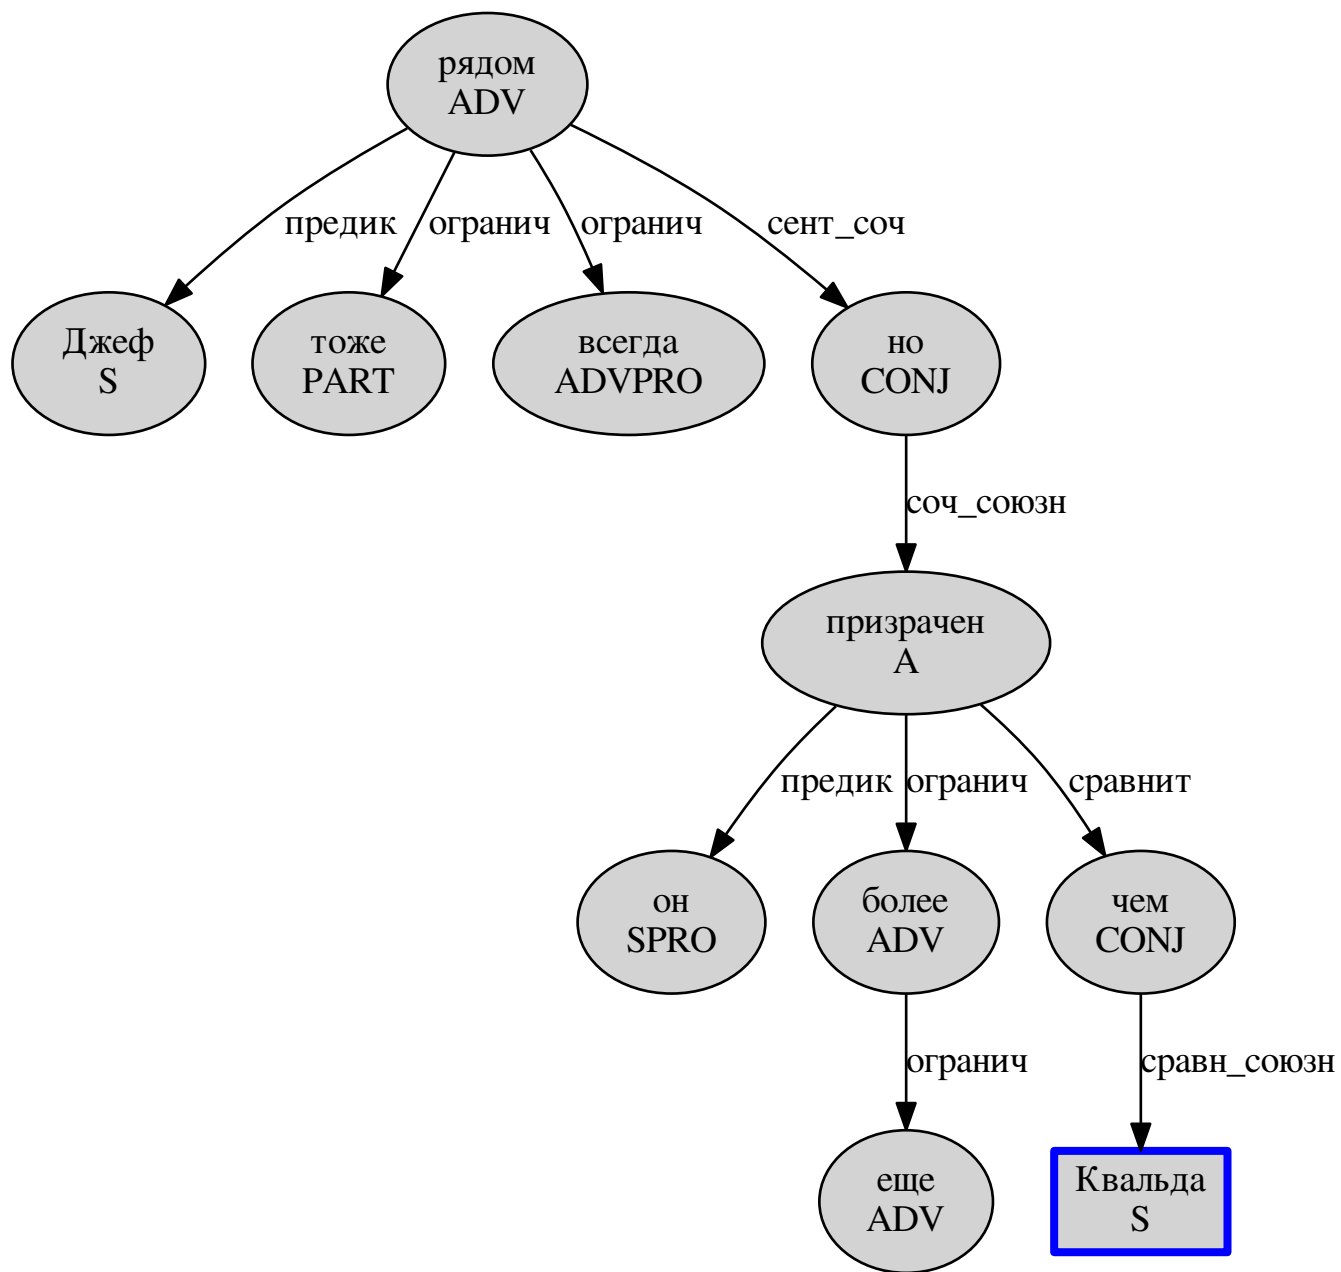 рядом
ADV
предик
огранич
огранич
сент_соч
Джеф
S
тоже
PART
всегда
ADVPRO
но
CONJ
соч_союзн
призрачен
A
предик
огранич
сравнит
он
SPRO
более
ADV
чем
CONJ
огранич
сравн_союзн
еще
ADV
Квальда
S